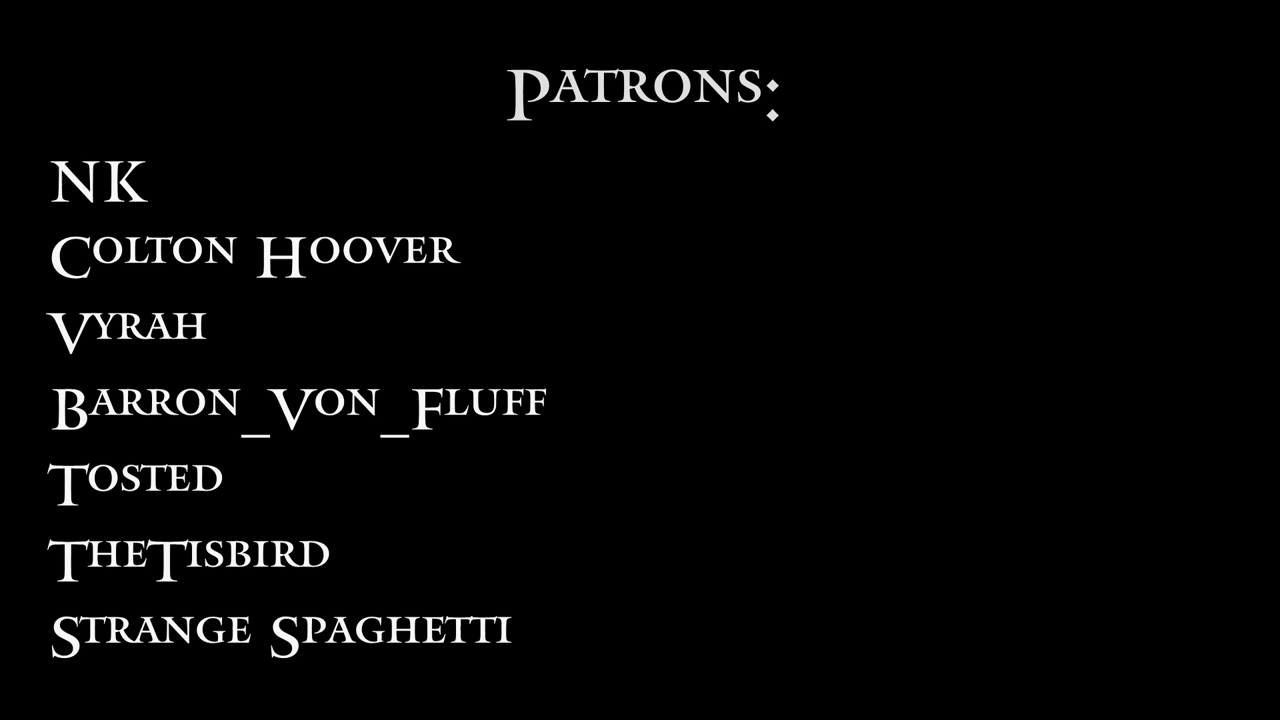 Patrons:
NK
Colton Hoover
Vyrah
Barron_Von_Fluff
Tosted
TheTisbird
Strange Spaghetti